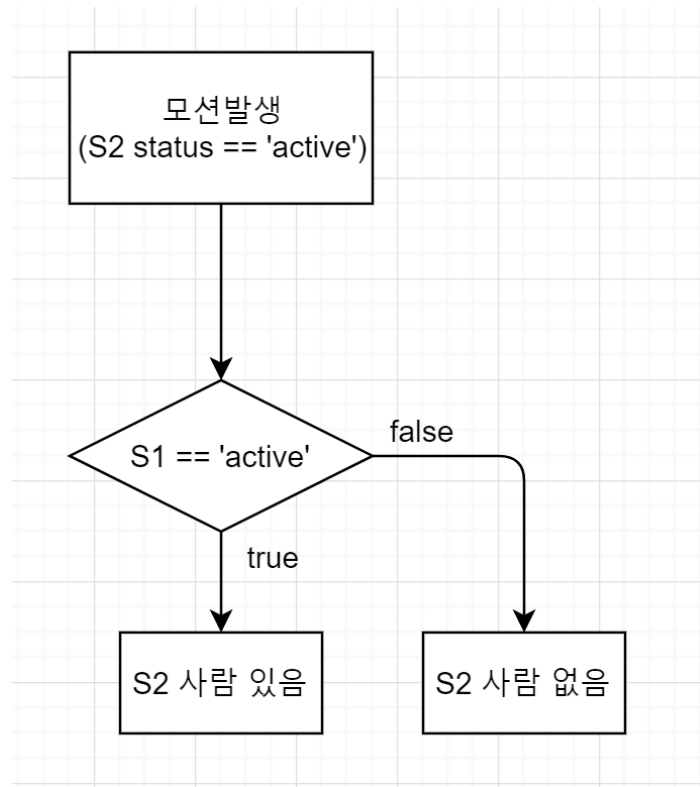 모션발생
(S2 status == 'active')
S1 == 'active'
false
true
S2 사람 있음
S2 사람 없음